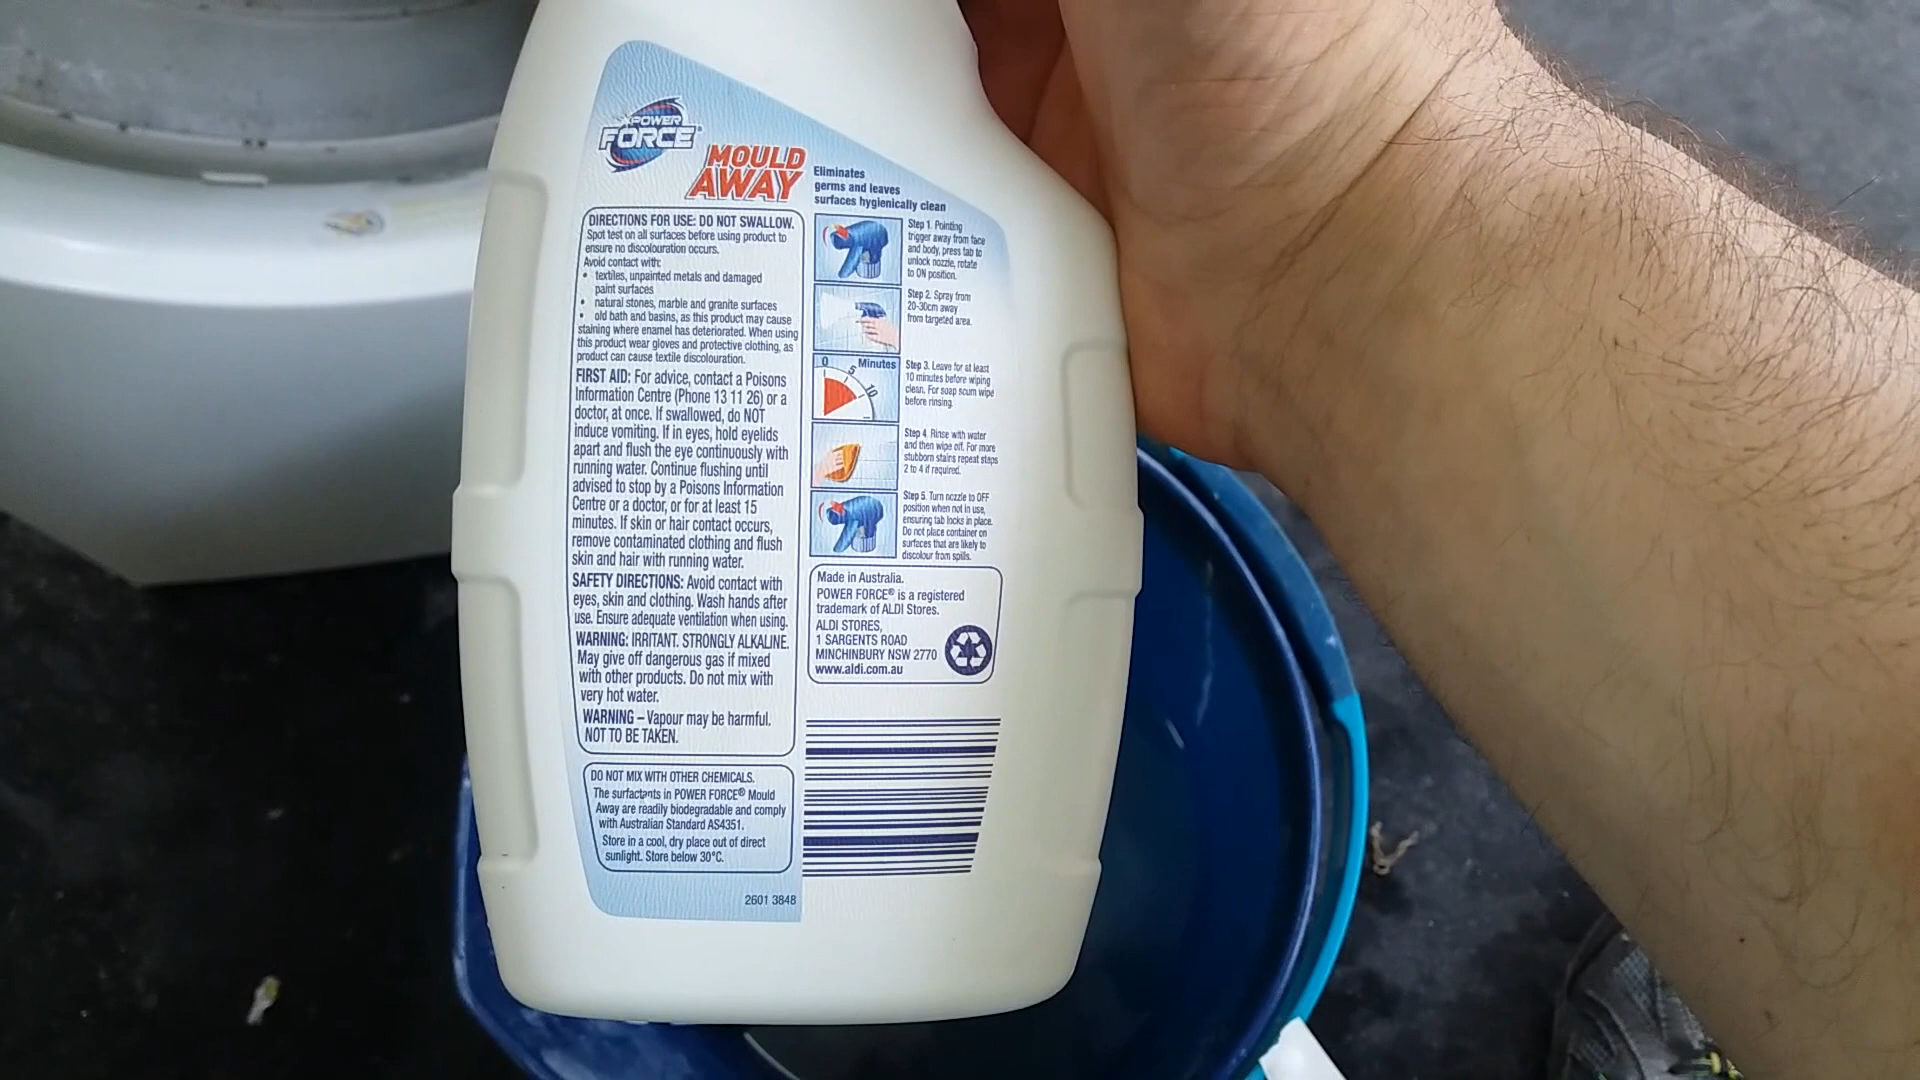 POWER
FORCE
MOULD
AWAY
DIRECTIONS FOR USE: DO NOT SWALLOW.
Spot test on all surfaces before using product to
ensure no discolouration occurs.
Avoid contact with:
• textiles, unpainted metals and damaged
paint surfaces
• natural stones, marble and granite surfaces
• old bath and basins, as this product may cause
staining where enamel has deteriorated. When using
this product wear gloves and protective clothing, as
product can cause textile discolouration.
FIRST AID: For advice, contact a Poisons
Information Centre (Phone 13 11 26) or a
doctor, at once. If swallowed, do NOT
induce vomiting. If in eyes, hold eyelids
apart and flush the eye continuously with
running water. Continue flushing until
advised to stop by a Poisons Information
Centre or a doctor, or for at least 15
minutes. If skin or hair contact occurs,
remove contaminated clothing and flush
skin and hair with running water.
SAFETY DIRECTIONS: Avoid contact with
eyes, skin and clothing. Wash hands after
use. Ensure adequate ventilation when using.
WARNING: IRRITANT. STRONGLY ALKALINE.
May give off dangerous gas if mixed
with other products. Do not mix with
very hot water.
WARNING – Vapour may be harmful.
NOT TO BE TAKEN.
DO NOT MIX WITH OTHER CHEMICALS.
The surfactants in POWER FORCE® Mould
Away are readily biodegradable and comply
with Australian Standard AS4351.
Store in a cool, dry place out of direct
sunlight. Store below 30°C.
2601 3848
Eliminates
germs and leaves
surfaces hygienically clean
Step 1. Pointing
trigger away from face
and body, press tab to
unlock nozzle, rotate
to ON position.
Step 2. Spray from
20-30cm away
from targeted area.
0 Minutes
5
10
Step 3. Leave for at least
10 minutes before wiping
clean. For soap scum wipe
before rinsing.
Step 4. Rinse with water
and then wipe off. For more
stubborn stains repeat steps
2 to 4 if required.
Step 5. Turn nozzle to OFF
position when not in use,
ensuring tab locks in place.
Do not place container on
surfaces that are likely to
discolour from spills.
Made in Australia.
POWER FORCE® is a registered
trademark of ALDI Stores.
ALDI STORES,
1 SARGENTS ROAD
MINCHINBURY NSW 2770
www.aldi.com.au